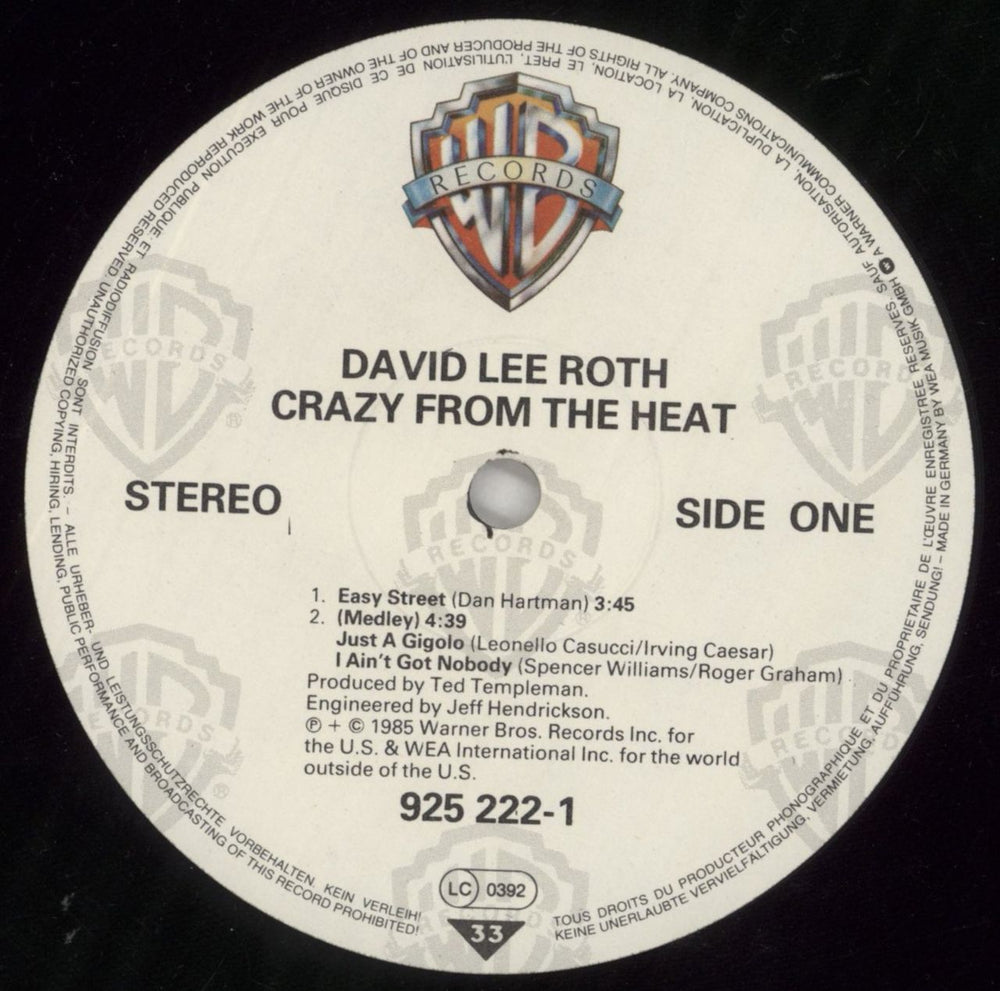 RECORDS
DAVID LEE ROTH
CRAZY FROM THE HEAT
STEREO
SIDE ONE
1. Easy Street (Dan Hartman) 3:45
2. (Medley) 4:39
Just A Gigolo (Leonello Casucci/Irving Caesar)
I Ain't Got Nobody (Spencer Williams/Roger Graham)
Produced by Ted Templeman.
Engineered by Jeff Hendrickson.
℗ + © 1985 Warner Bros. Records Inc. for
the U.S. & WEA International Inc. for the world
outside of the U.S.
925 222-1
LC 0392
33
TOUS DROITS DU PRODUCTEUR PHONOGRAPHIQUE ET DU PROPRIETAIRE DE L'ŒUVRE ENREGISTREE RESERVES SAUF AUTORISATION, LA DUPLICATION, LA LOCATION, LE PRET, L'UTILISATION DE CE DISQUE POUR EXECUTION PUBLIQUE ET RADIODIFFUSION SONT INTERDITS. – ALLE URHEBER- UND LEISTUNGSSCHUTZRECHTE VORBEHALTEN. KEIN VERLEIH!
KEINE UNERLAUBTE VERVIELFÄLTIGUNG, VERMIETUNG, AUFFÜHRUNG, SENDUNG! – MADE IN GERMANY BY WEA MUSIK GMBH A WARNER COMMUNICATIONS COMPANY. ALL RIGHTS OF THE PRODUCER AND OF THE OWNER OF THE WORK REPRODUCED RESERVED. UNAUTHORIZED COPYING, HIRING, LENDING, PUBLIC PERFORMANCE AND BROADCASTING OF THIS RECORD PROHIBITED!